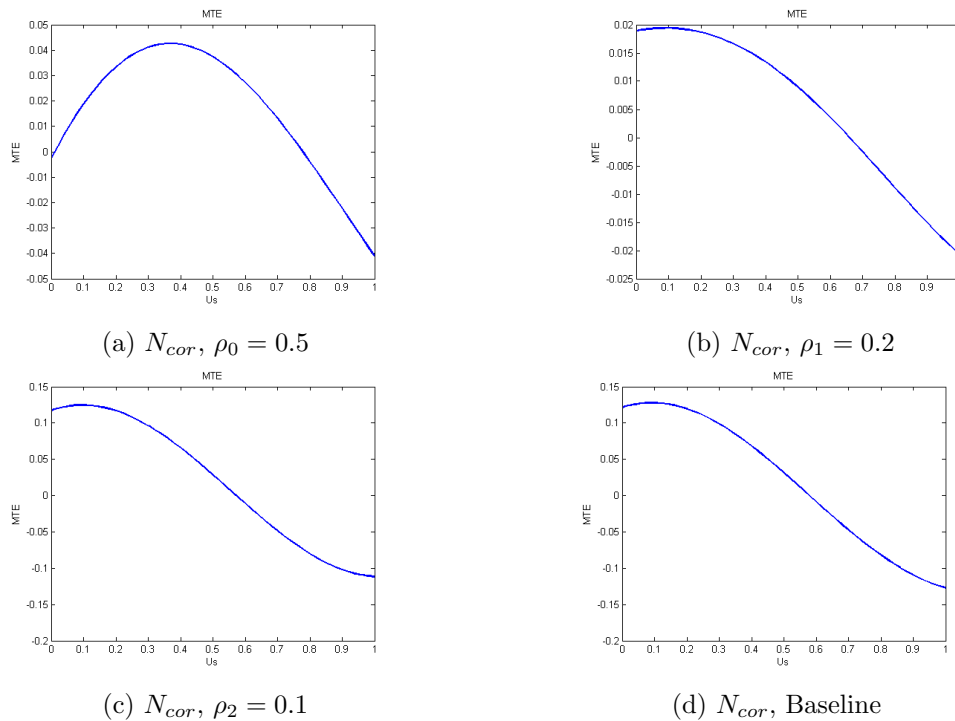 MTE
0.05
0.04
0.03
0.02
0.01
0
-0.01
-0.02
-0.03
-0.04
-0.05
MTE
0 0.1 0.2 0.3 0.4 0.5 0.6 0.7 0.8 0.9 1
Us
(a) N_{cor}, ρ_0 = 0.5
MTE
0.02
0.015
0.01
0.005
0
-0.005
-0.01
-0.015
-0.02
-0.025
MTE
0 0.1 0.2 0.3 0.4 0.5 0.6 0.7 0.8 0.9
Us
(b) N_{cor}, ρ_1 = 0.2
MTE
0.15
0.1
0.05
0
-0.05
-0.1
-0.15
-0.2
MTE
0 0.1 0.2 0.3 0.4 0.5 0.6 0.7 0.8 0.9 1
Us
(c) N_{cor}, ρ_2 = 0.1
MTE
0.15
0.1
0.05
0
-0.05
-0.1
-0.15
-0.2
MTE
0 0.1 0.2 0.3 0.4 0.5 0.6 0.7 0.8 0.9 1
Us
(d) N_{cor}, Baseline